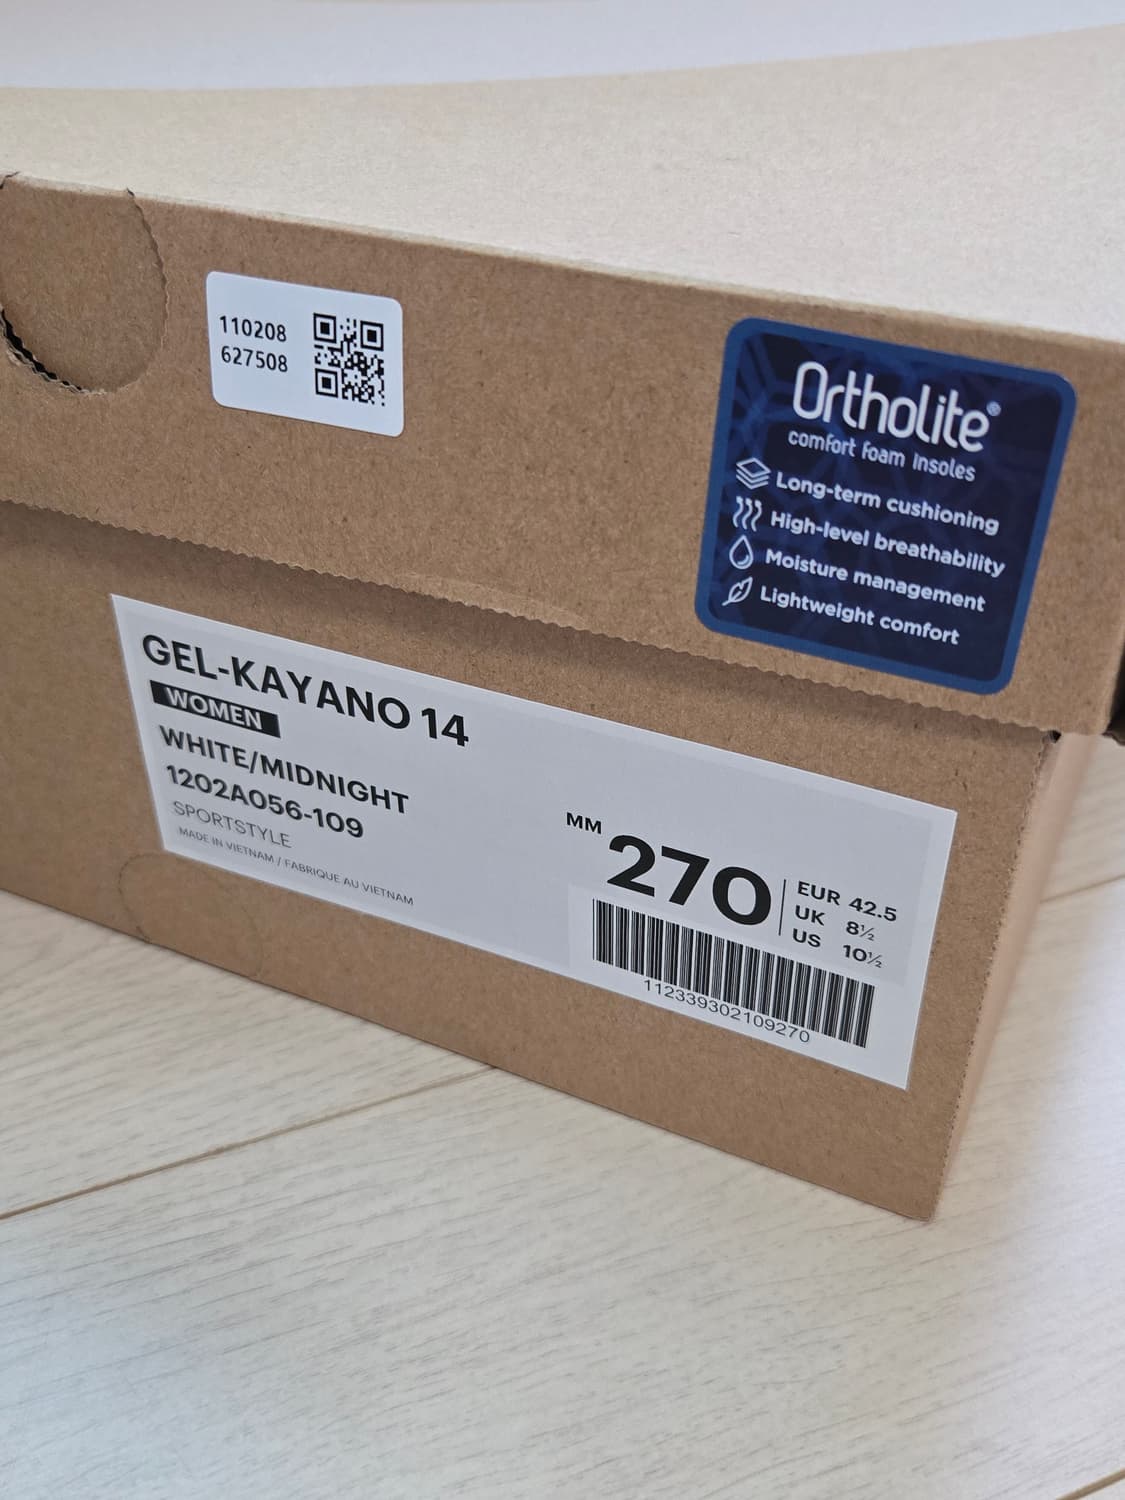 110208
627508
Ortholite®
comfort foam insoles
Long-term cushioning
High-level breathability
Moisture management
Lightweight comfort
GEL-KAYANO 14
WOMEN
WHITE/MIDNIGHT
1202A056-109
SPORTSTYLE
MADE IN VIETNAM / FABRIQUE AU VIETNAM
MM 270
EUR 42.5
UK 8½
US 10½
112339302109270